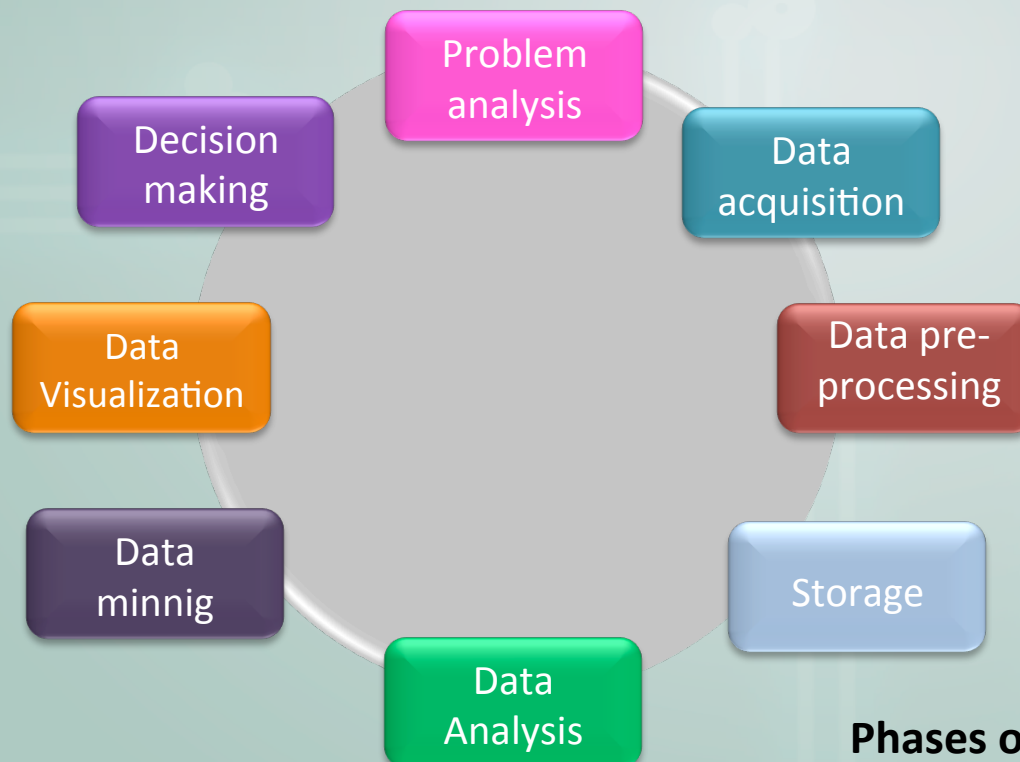 Problem
analysis
Data
acquisition
Data pre-
processing
Storage
Data
Analysis
Data
minnig
Data
Visualization
Decision
making
Phases o